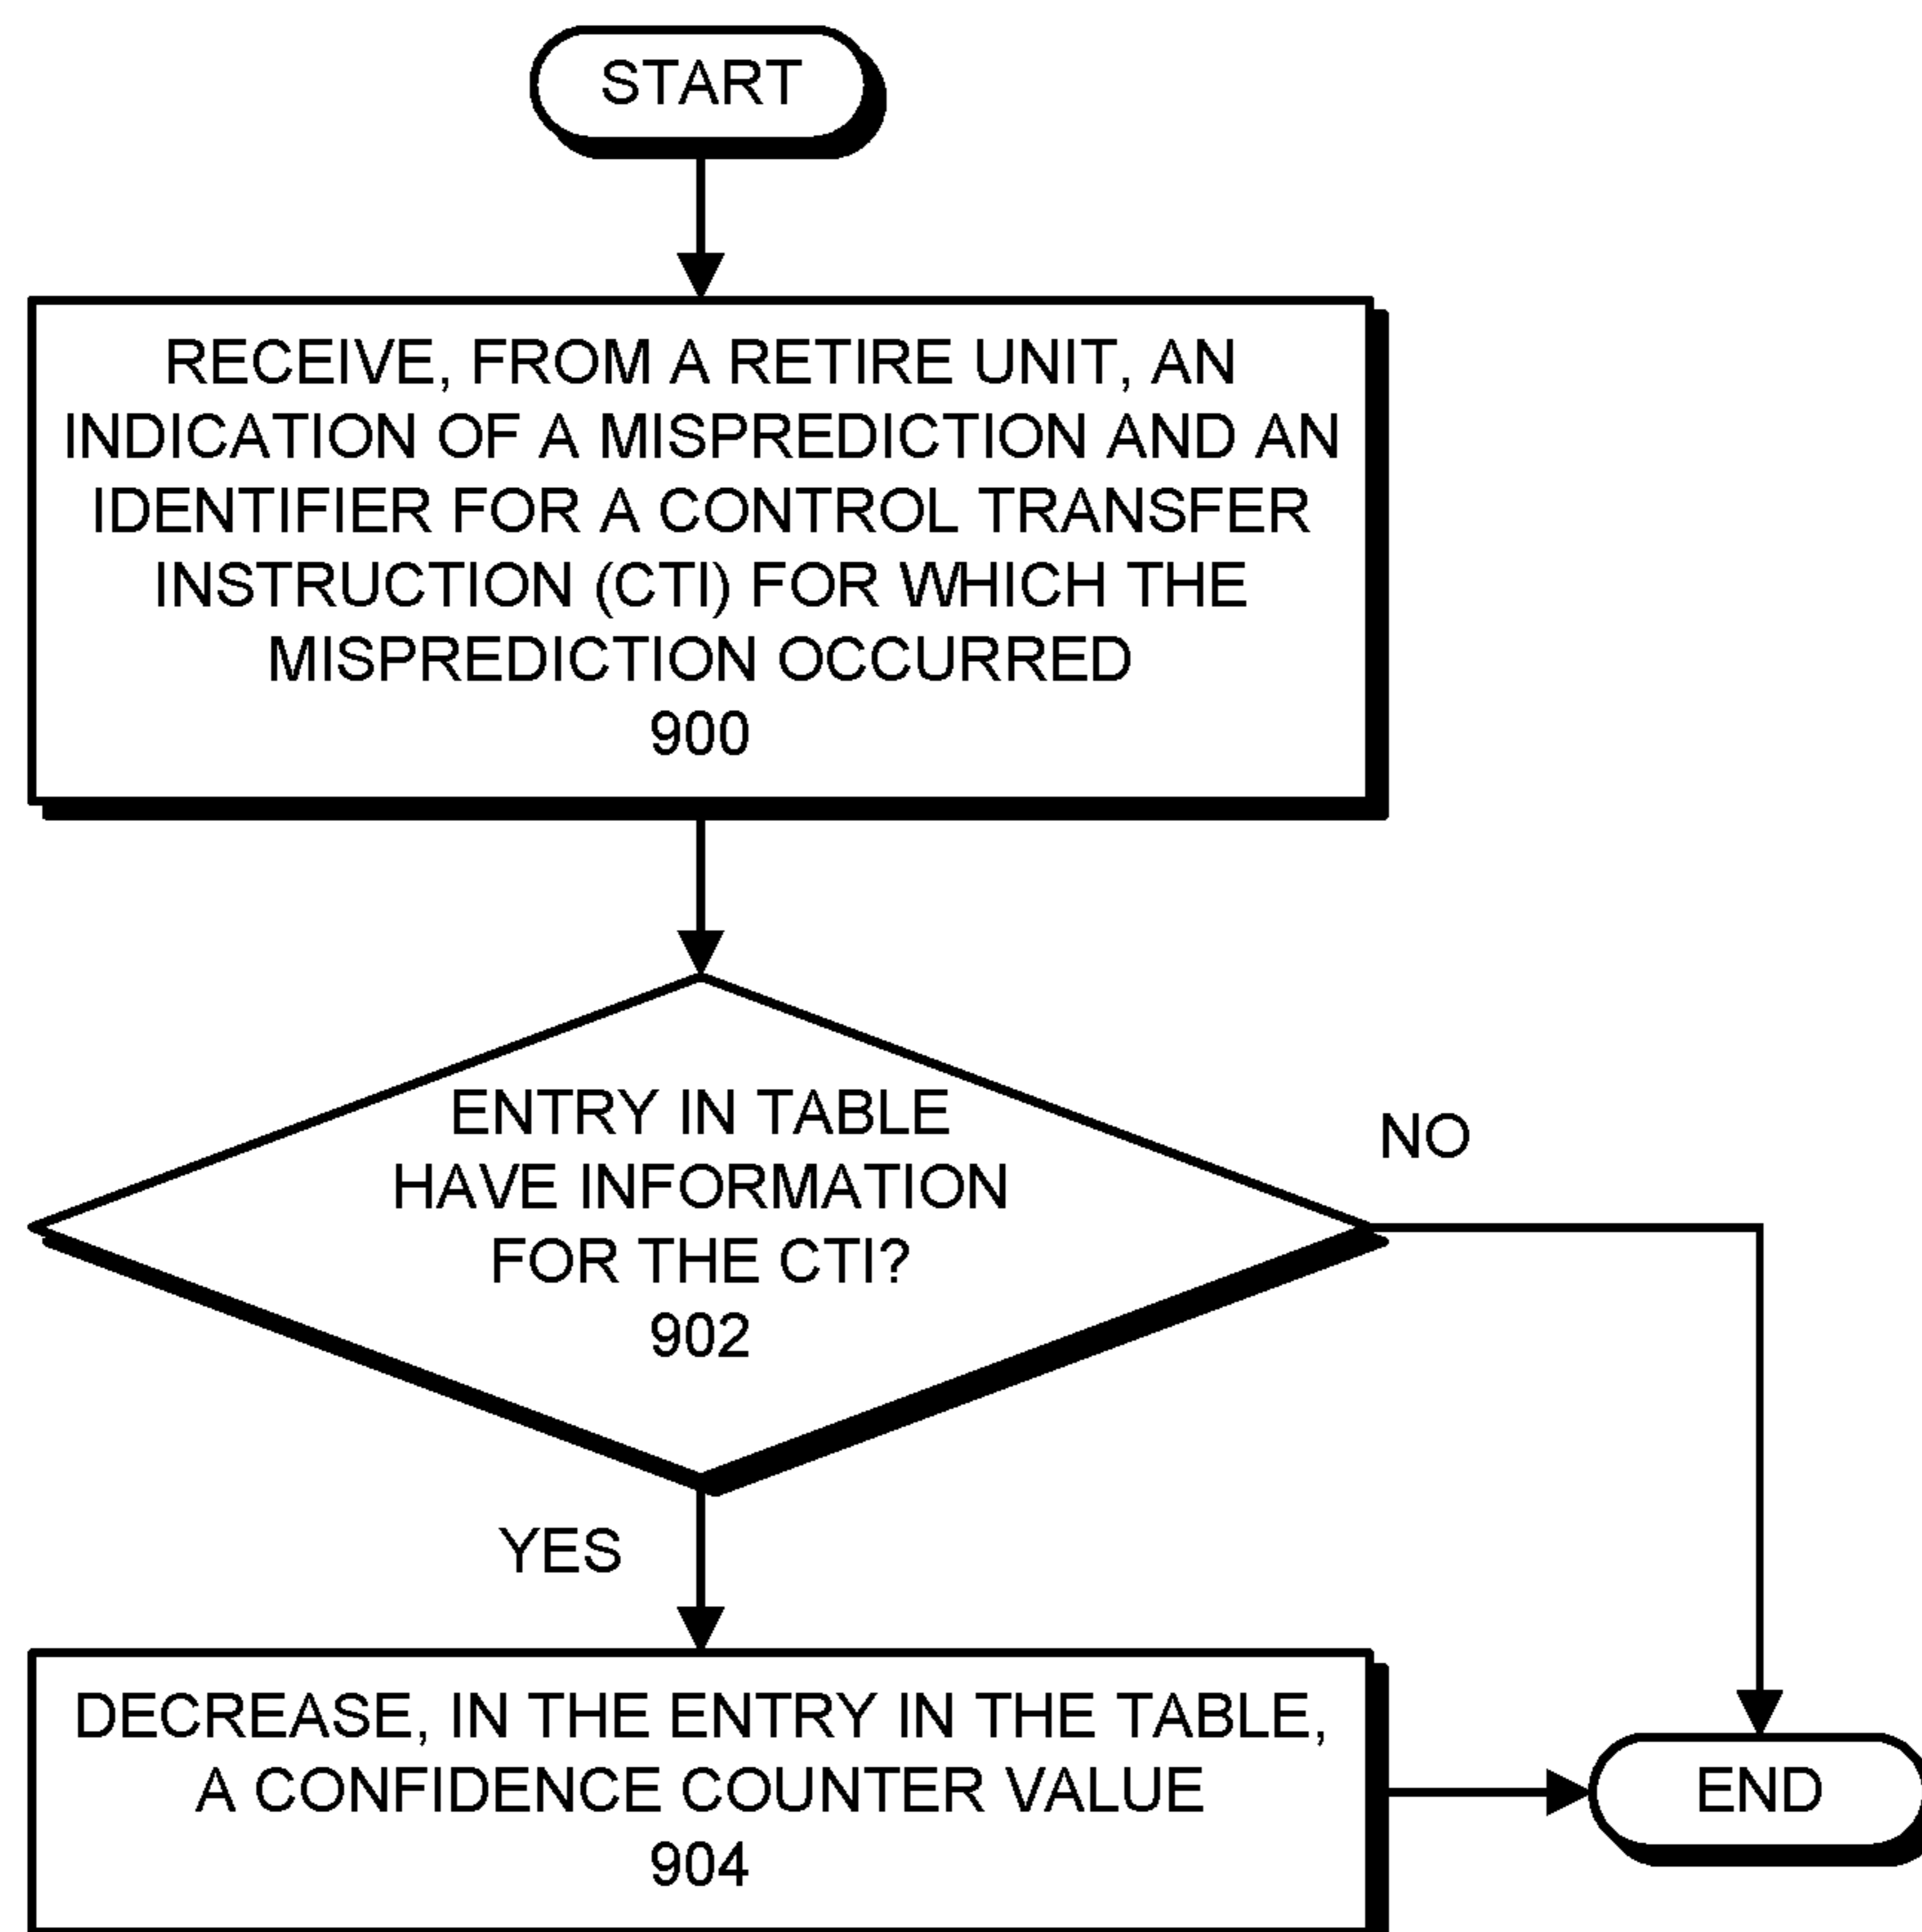 START
RECEIVE, FROM A RETIRE UNIT, AN
INDICATION OF A MISPREDICTION AND AN
IDENTIFIER FOR A CONTROL TRANSFER
INSTRUCTION (CTI) FOR WHICH THE
MISPREDICTION OCCURRED
900
ENTRY IN TABLE
HAVE INFORMATION
FOR THE CTI?
902
NO
YES
DECREASE, IN THE ENTRY IN THE TABLE,
A CONFIDENCE COUNTER VALUE
904
END